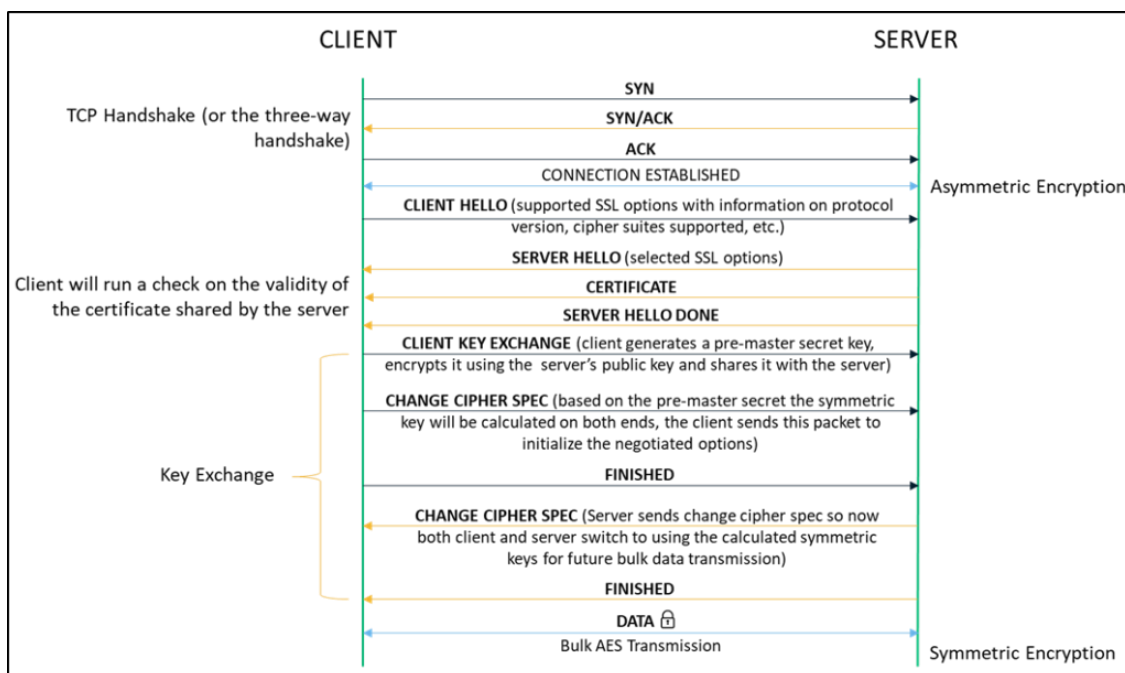 CLIENT
SERVER
SYN
TCP Handshake (or the three-way
handshake)
SYN/ACK
ACK
CONNECTION ESTABLISHED
Asymmetric Encryption
CLIENT HELLO (supported SSL options with information on protocol
version, cipher suites supported, etc.)
SERVER HELLO (selected SSL options)
Client will run a check on the validity of
the certificate shared by the server
CERTIFICATE
SERVER HELLO DONE
CLIENT KEY EXCHANGE (client generates a pre-master secret key,
encrypts it using the server's public key and shares it with the server)
CHANGE CIPHER SPEC (based on the pre-master secret the symmetric
key will be calculated on both ends, the client sends this packet to
initialize the negotiated options)
Key Exchange
FINISHED
CHANGE CIPHER SPEC (Server sends change cipher spec so now
both client and server switch to using the calculated symmetric
keys for future bulk data transmission)
FINISHED
DATA
Bulk AES Transmission
Symmetric Encryption